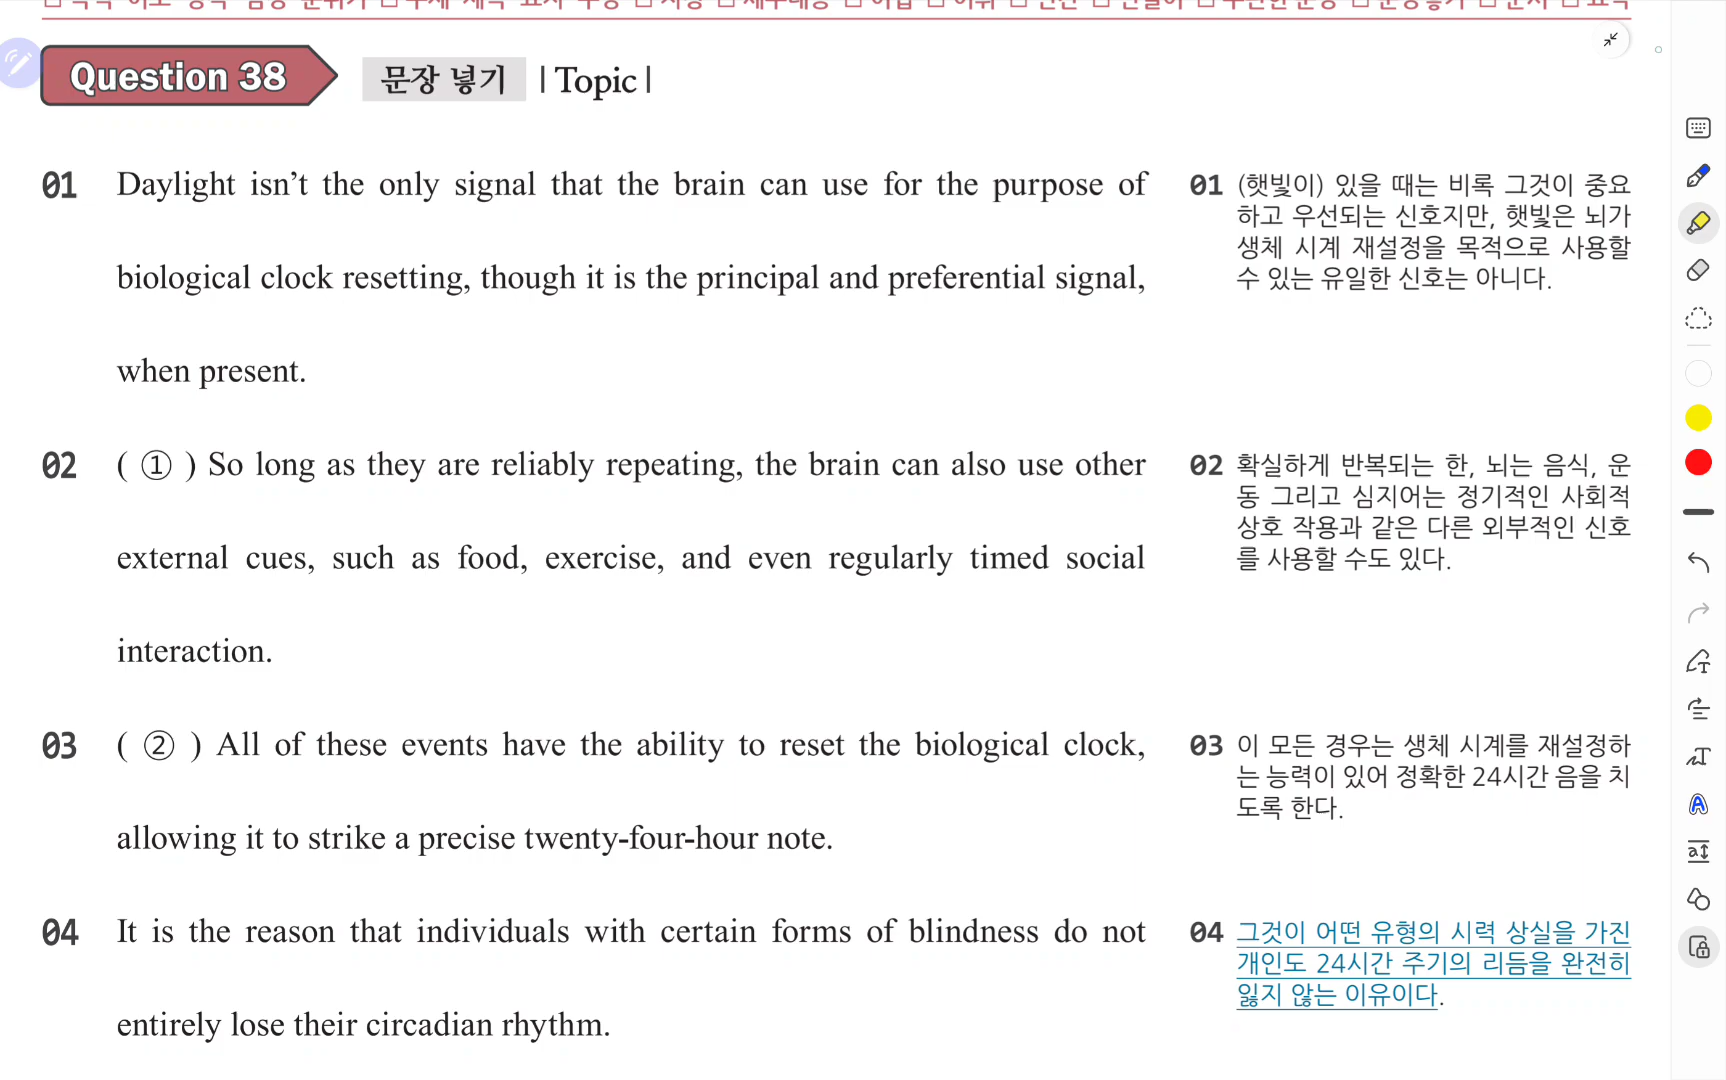 Question 38
문장 넣기 | Topic |
01 Daylight isn’t the only signal that the brain can use for the purpose of
biological clock resetting, though it is the principal and preferential signal,
when present.
01 (햇빛이) 있을 때는 비록 그것이 중요
하고 우선되는 신호지만, 햇빛은 뇌가
생체 시계 재설정을 목적으로 사용할
수 있는 유일한 신호는 아니다.
02 ( ① ) So long as they are reliably repeating, the brain can also use other
external cues, such as food, exercise, and even regularly timed social
interaction.
02 확실하게 반복되는 한, 뇌는 음식, 운
동 그리고 심지어는 정기적인 사회적
상호 작용과 같은 다른 외부적인 신호
를 사용할 수도 있다.
03 ( ② ) All of these events have the ability to reset the biological clock,
allowing it to strike a precise twenty-four-hour note.
03 이 모든 경우는 생체 시계를 재설정하
는 능력이 있어 정확한 24시간 음을 치
도록 한다.
04 It is the reason that individuals with certain forms of blindness do not
entirely lose their circadian rhythm.
04 그것이 어떤 유형의 시력 상실을 가진
개인도 24시간 주기의 리듬을 완전히
잃지 않는 이유이다.